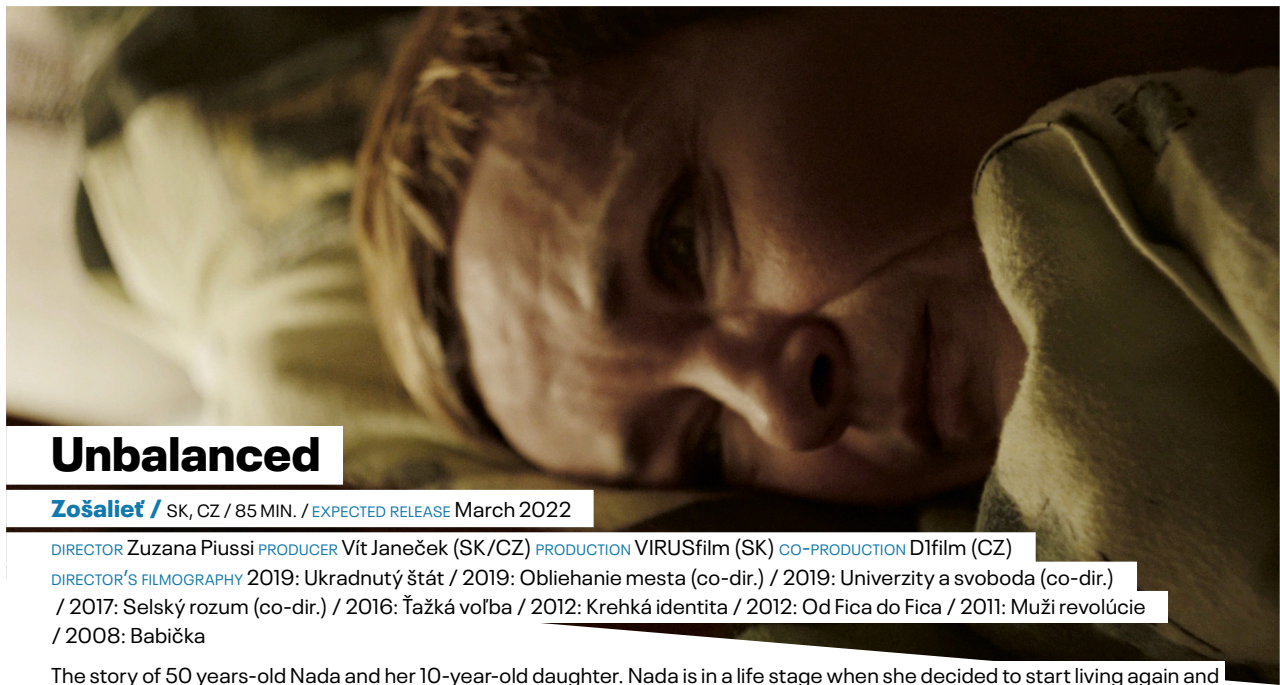 Unbalanced
Zošalieť / SK, CZ / 85 MIN. / EXPECTED RELEASE March 2022
DIRECTOR Zuzana Piussi PRODUCER Vít Janeček (SK/CZ) PRODUCTION VIRUSfilm (SK) CO-PRODUCTION D1film (CZ)
DIRECTOR'S FILMOGRAPHY 2019: Ukradnutý štát / 2019: Obliehanie mesta (co-dir.) / 2019: Univerzity a svoboda (co-dir.)
/ 2017: Selský rozum (co-dir.) / 2016: Ťažká voľba / 2012: Krehká identita / 2012: Od Fica do Fica / 2011: Muži revolúcie
/ 2008: Babička
The story of 50 years-old Nada and her 10-year-old daughter. Nada is in a life stage when she decided to start living again and